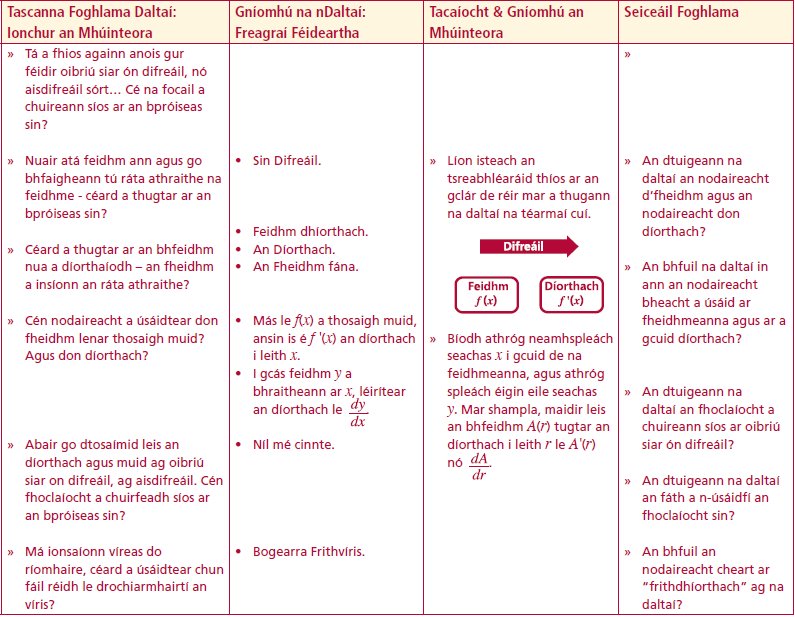 Tascanna Foghlama Daltaí:
Ionchur an Mhúinteora
Gníomhú na nDaltaí:
Freagraí Féideartha
Tacaíocht & Gníomhú an
Mhúinteora
Seiceáil Foghlama
» Tá a fhios againn anois gur
féidir oibriú siar ón difreáil, nó
aisdifreáil sórt… Cé na focail a
chuireann síos ar an bpróiseas
sin?
»
» Nuair atá feidhm ann agus go
bhfaigheann tú ráta athraithe na
feidhme - céard a thugtar ar an
bpróiseas sin?
» Céard a thugtar ar an bhfeidhm
nua a díorthaíodh – an fheidhm
a insíonn an ráta athraithe?
» Cén nodaireacht a úsáidtear don
fheidhm lenar thosaigh muid?
Agus don díorthach?
» Abair go dtosaímid leis an
díorthach agus muid ag oibriú
siar on difreáil, ag aisdifreáil. Cén
fhoclaíocht a chuirfeadh síos ar
an bpróiseas sin?
» Má ionsaíonn víreas do
ríomhaire, céard a úsáidtear chun
fáil réidh le drochiarmhairtí an
víris?
• Sin Difreáil.
• Feidhm dhíorthach.
• An Díorthach.
• An Fheidhm fána.
• Más le f(x) a thosaigh muid,
ansin is é f '(x) an díorthach
i leith x.
• I gcás feidhm y a
bhraitheann ar x, léirítear
an díorthach le dy/dx.
• Níl mé cinnte.
• Bogearra Frithvíris.
» Líon isteach an
tsreabhléaráid thíos ar an
gclár de réir mar a thugann
na daltaí na téarmaí cuí.
Difreáil
Feidhm
f(x)
Díorthach
f '(x)
» Bíodh athróg neamhspleách
seachas x i gcuid de na
feidhmeanna, agus athróg
spleách éigin eile seachas
y. Mar shampla, maidir leis
an bhfeidhm A(r) tugtar an
díorthach i leith r le A'(r)
nó dA/dr.
» An dtuigeann na
daltaí an nodaireacht
d'fheidhm agus an
nodaireacht don
díorthach?
» An bhfuil na daltaí in
ann an nodaireacht
bheacht a úsáid ar
fheidhmeanna agus ar a
gcuid díorthach?
» An dtuigeann na
daltaí an fhoclaíocht a
chuireann síos ar oibriú
siar ón difreáil?
» An dtuigeann na daltaí
an fáth a n-úsáidfí an
fhoclaíocht sin?
» An bhfuil an
nodaireacht cheart ar
"frithdhíorthach" ag na
daltaí?